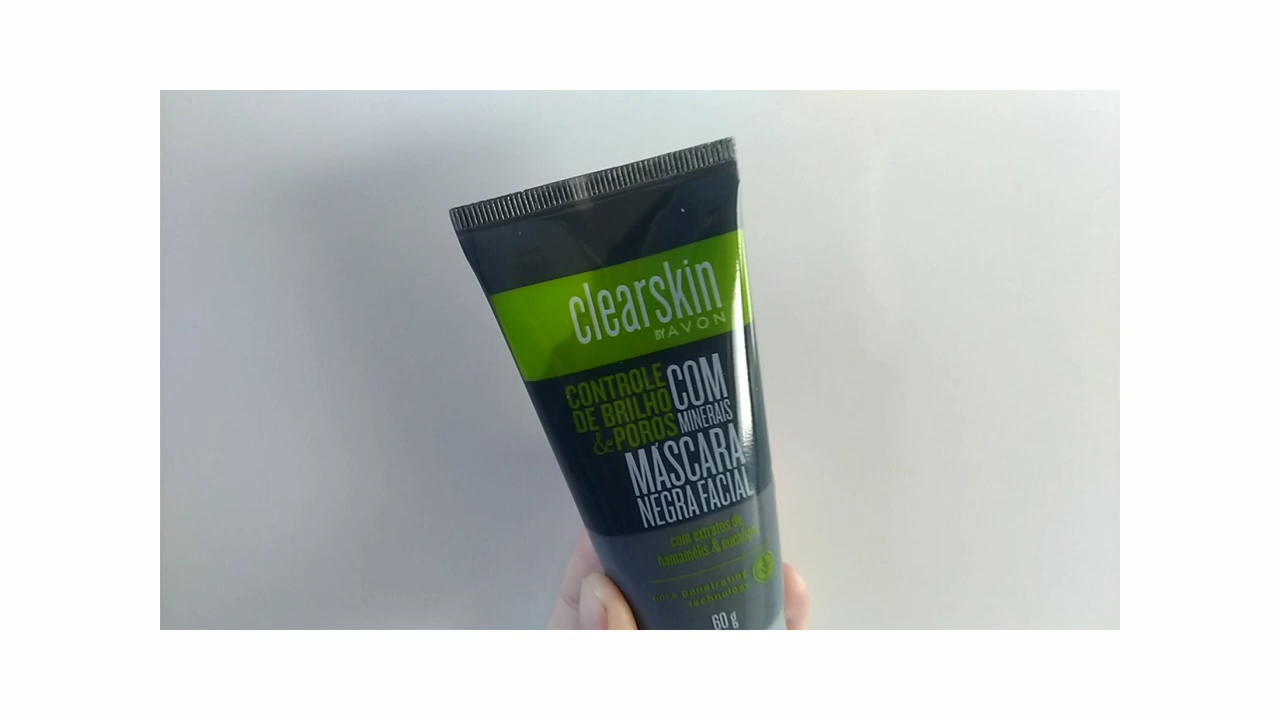 clearskin
BY AVON
CONTROLE
DE BRILHO
& POROS
COM
MINERAIS
MÁSCARA
NEGRA FACIAL
com extratos de
hamamélis & eucalipto
pore penetrating
technology
60 g